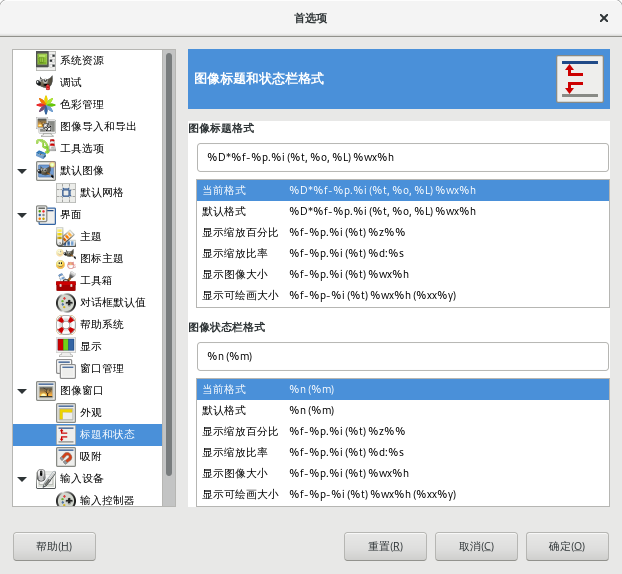 首选项
系统资源
调试
色彩管理
图像导入和导出
工具选项
默认图像
默认网格
界面
主题
图标主题
工具箱
对话框默认值
帮助系统
显示
窗口管理
图像窗口
外观
标题和状态
吸附
输入设备
输入控制器
图像标题和状态栏格式
图像标题格式
%D*%f-%p.%i (%t, %o, %L) %wx%h
当前格式 %D*%f-%p.%i (%t, %o, %L) %wx%h
默认格式 %D*%f-%p.%i (%t, %o, %L) %wx%h
显示缩放百分比 %f-%p.%i (%t) %z%%
显示缩放比率 %f-%p.%i (%t) %d:%s
显示图像大小 %f-%p.%i (%t) %wx%h
显示可绘画大小 %f-%p-%i (%t) %wx%h (%xx%y)
图像状态栏格式
%n (%m)
当前格式 %n (%m)
默认格式 %n (%m)
显示缩放百分比 %f-%p.%i (%t) %z%%
显示缩放比率 %f-%p.%i (%t) %d:%s
显示图像大小 %f-%p.%i (%t) %wx%h
显示可绘画大小 %f-%p-%i (%t) %wx%h (%xx%y)
帮助(H)
重置(R)
取消(C)
确定(O)